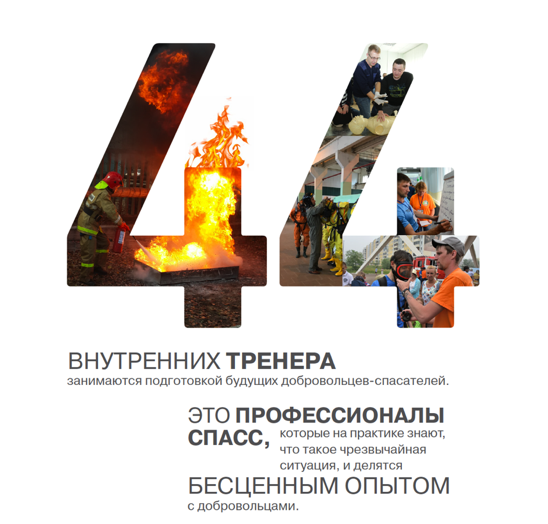 44
ВНУТРЕННИХ ТРЕНЕРА
занимаются подготовкой будущих добровольцев-спасателей.
ЭТО ПРОФЕССИОНАЛЫ
СПАСС, которые на практике знают,
что такое чрезвычайная
ситуация, и делятся
БЕСЦЕННЫМ ОПЫТОМ
с добровольцами.